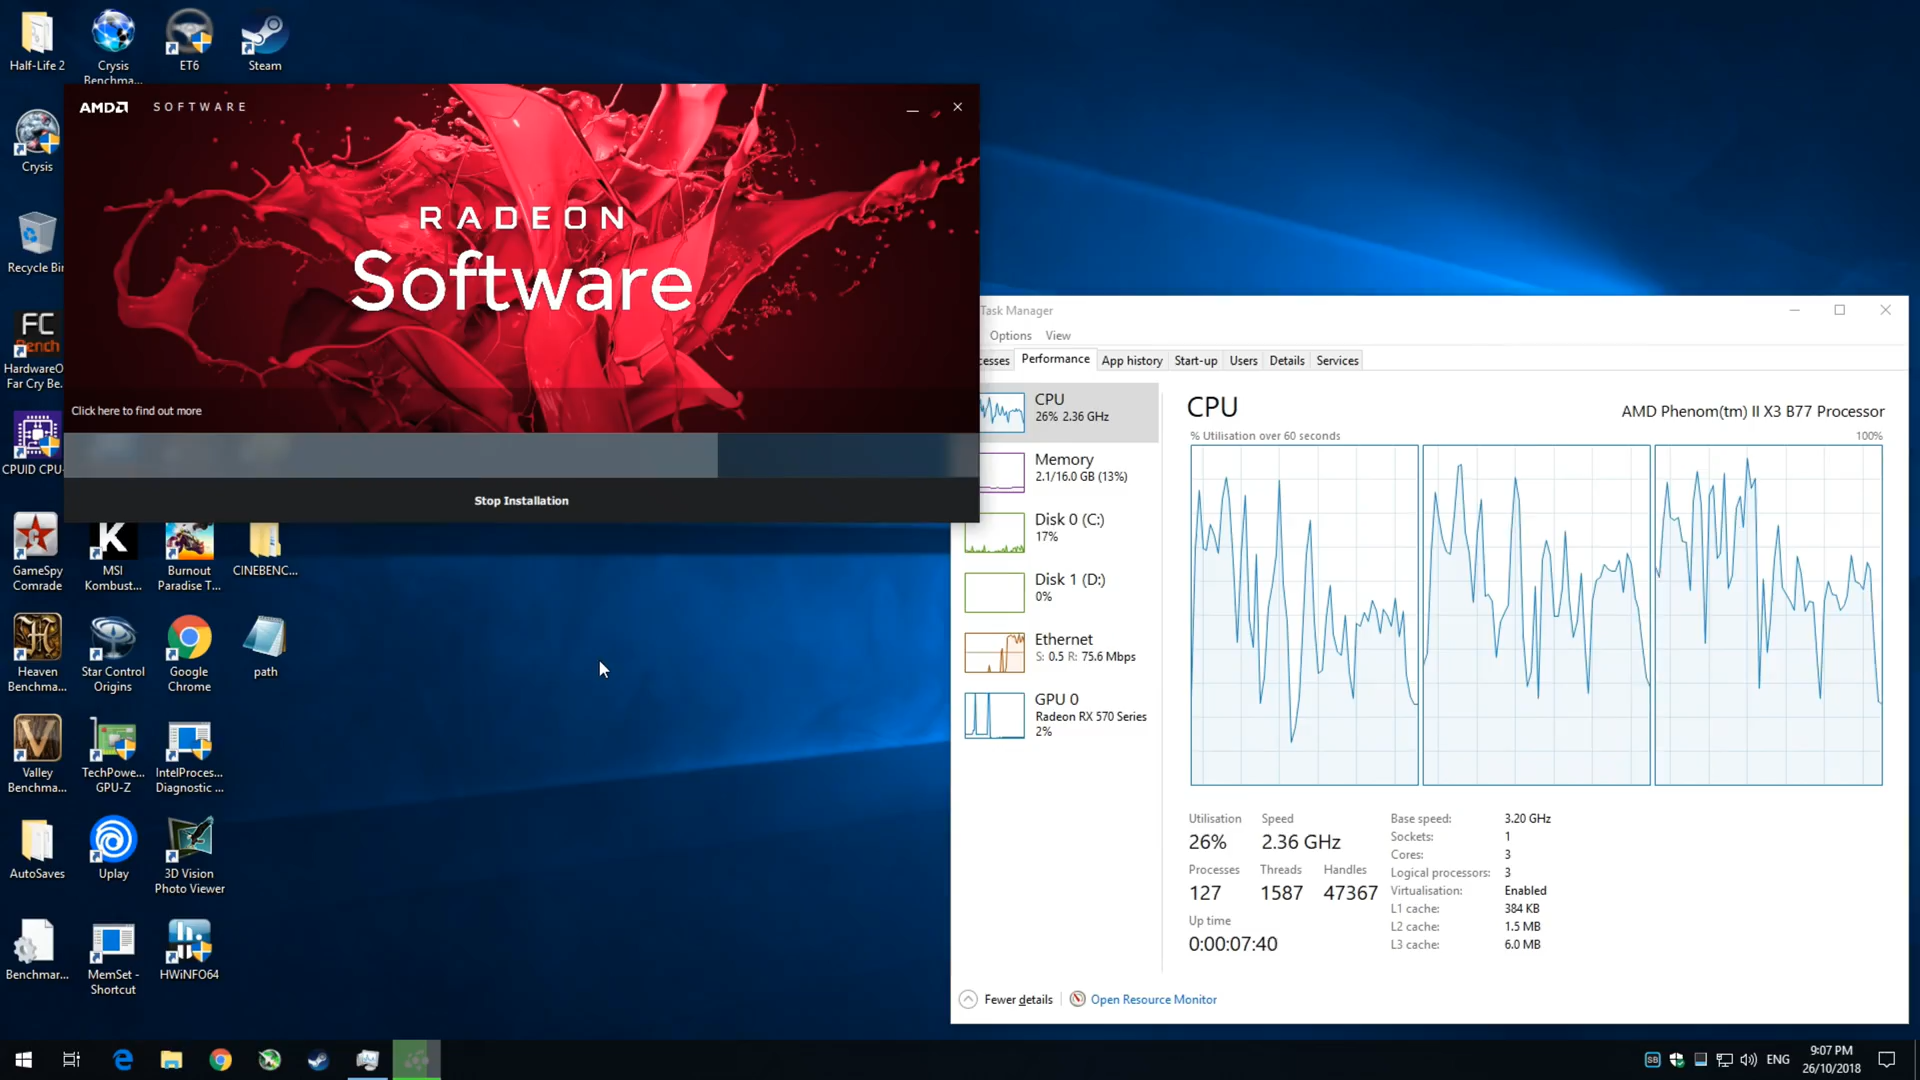 Half-Life 2
Crysis
Benchma...
ET6
Steam
AMD
SOFTWARE
RADEON
Software
Click here to find out more
Stop Installation
Crysis
Recycle Bin
FC
Bench
HardwareO
Far Cry Be.
CPUID CPU-
GameSpy
Comrade
MSI
Kombust...
Burnout
Paradise T...
CINEBENC...
Heaven
Benchma...
Star Control
Origins
Google
Chrome
path
Valley
Benchma...
TechPowe...
GPU-Z
IntelProces...
Diagnostic ...
AutoSaves
Uplay
3D Vision
Photo Viewer
Benchmar...
MemSet -
Shortcut
HWiNFO64
Task Manager
Options View
cesses Performance App history Start-up Users Details Services
CPU
26% 2.36 GHz
Memory
2.1/16.0 GB (13%)
Disk 0 (C:)
17%
Disk 1 (D:)
0%
Ethernet
S: 0.5 R: 75.6 Mbps
GPU 0
Radeon RX 570 Series
2%
CPU
AMD Phenom(tm) II X3 B77 Processor
% Utilisation over 60 seconds
100%
Utilisation Speed
26% 2.36 GHz
Processes Threads Handles
127 1587 47367
Up time
0:00:07:40
Base speed: 3.20 GHz
Sockets: 1
Cores: 3
Logical processors: 3
Virtualisation: Enabled
L1 cache: 384 KB
L2 cache: 1.5 MB
L3 cache: 6.0 MB
Fewer details
Open Resource Monitor
SB
ENG
9:07 PM
26/10/2018